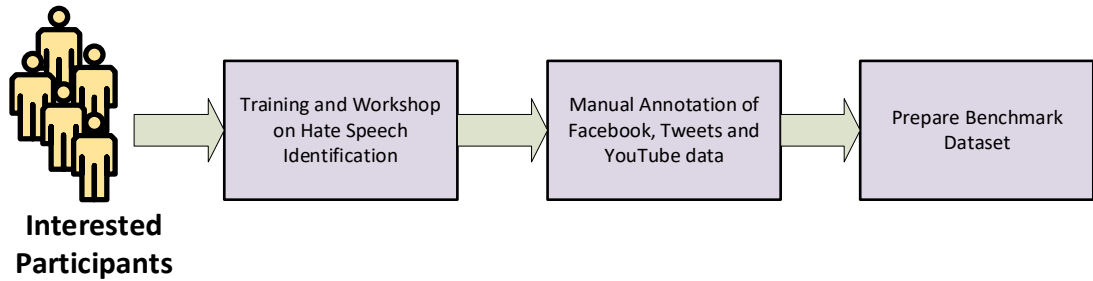 Interested
Participants
Training and Workshop
on Hate Speech
Identification
Manual Annotation of
Facebook, Tweets and
YouTube data
Prepare Benchmark
Dataset